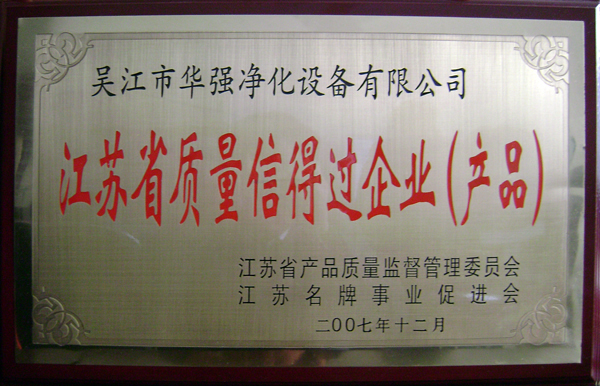 吴江市华强净化设备有限公司
江苏省质量信得过企业(产品)
江苏省产品质量监督管理委员会
江苏名牌事业促进会
二00七年十二月